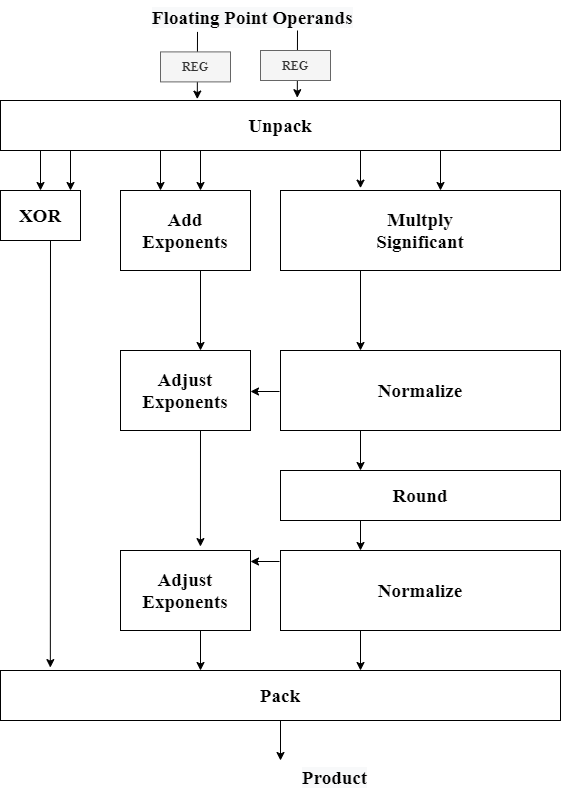 Floating Point Operands
REG
REG
Unpack
XOR
Add
Exponents
Multply
Significant
Adjust
Exponents
Normalize
Round
Adjust
Exponents
Normalize
Pack
Product